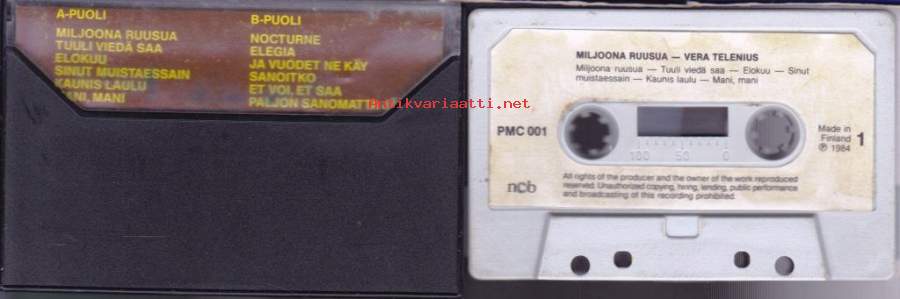 A-PUOLI
MILJOONA RUUSUA
TUULI VIEDÄ SAA
ELOKUU
SINUT MUISTAESSAIN
KAUNIS LAULU
MANI, MANI
B-PUOLI
NOCTURNE
ELEGIA
JA VUODET NE KÄY
SANOITKO
ET VOI, ET SAA
PALJON SANOMATTA
Antikvariaatti.net
MILJOONA RUUSUA — VERA TELENIUS
Miljoona ruusua — Tuuli viedä saa — Elokuu — Sinut
muistaessain — Kaunis laulu — Mani, mani
PMC 001
100 50 0
Made in
Finland
℗ 1984
1
ncb
All rights of the producer and the owner of the work reproduced
reserved. Unauthorized copying, hiring, lending, public performance
and broadcasting of this recording prohibited.